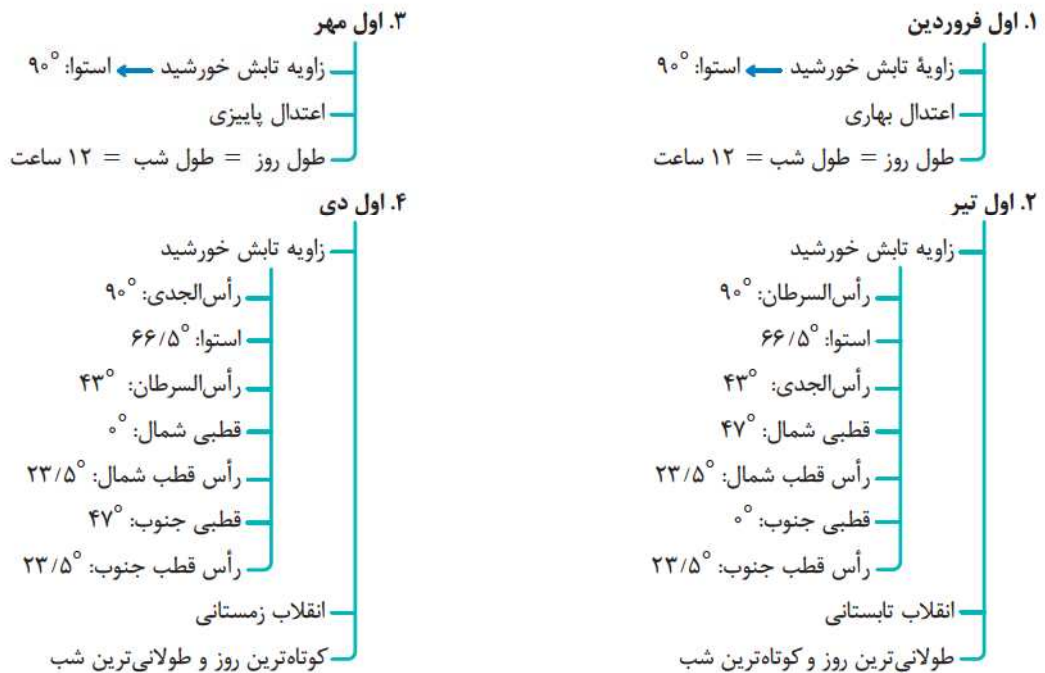 ۱. اول فروردین
زاویهٔ تابش خورشید ← استوا: ۹۰°
اعتدال بهاری
طول روز = طول شب = ۱۲ ساعت
۲. اول تیر
زاویه تابش خورشید
رأس‌السرطان: ۹۰°
استوا: ۶۶/۵°
رأس‌الجدی: ۴۳°
قطبی شمال: ۴۷°
رأس قطب شمال: ۲۳/۵°
قطبی جنوب: ۰°
رأس قطب جنوب: ۲۳/۵°
انقلاب تابستانی
طولانی‌ترین روز و کوتاه‌ترین شب
۳. اول مهر
زاویه تابش خورشید ← استوا: ۹۰°
اعتدال پاییزی
طول روز = طول شب = ۱۲ ساعت
۴. اول دی
زاویه تابش خورشید
رأس‌الجدی: ۹۰°
استوا: ۶۶/۵°
رأس‌السرطان: ۴۳°
قطبی شمال: ۰°
رأس قطب شمال: ۲۳/۵°
قطبی جنوب: ۴۷°
رأس قطب جنوب: ۲۳/۵°
انقلاب زمستانی
کوتاه‌ترین روز و طولانی‌ترین شب